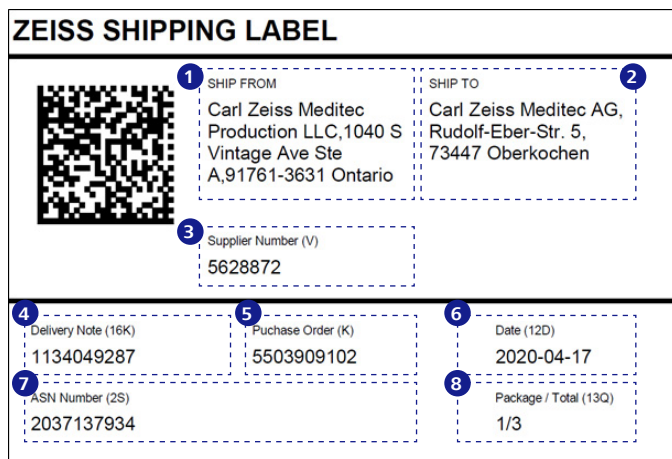 ZEISS SHIPPING LABEL
1
SHIP FROM
Carl Zeiss Meditec
Production LLC,1040 S
Vintage Ave Ste
A,91761-3631 Ontario
2
SHIP TO
Carl Zeiss Meditec AG,
Rudolf-Eber-Str. 5,
73447 Oberkochen
3
Supplier Number (V)
5628872
4
Delivery Note (16K)
1134049287
5
Puchase Order (K)
5503909102
6
Date (12D)
2020-04-17
7
ASN Number (2S)
2037137934
8
Package / Total (13Q)
1/3